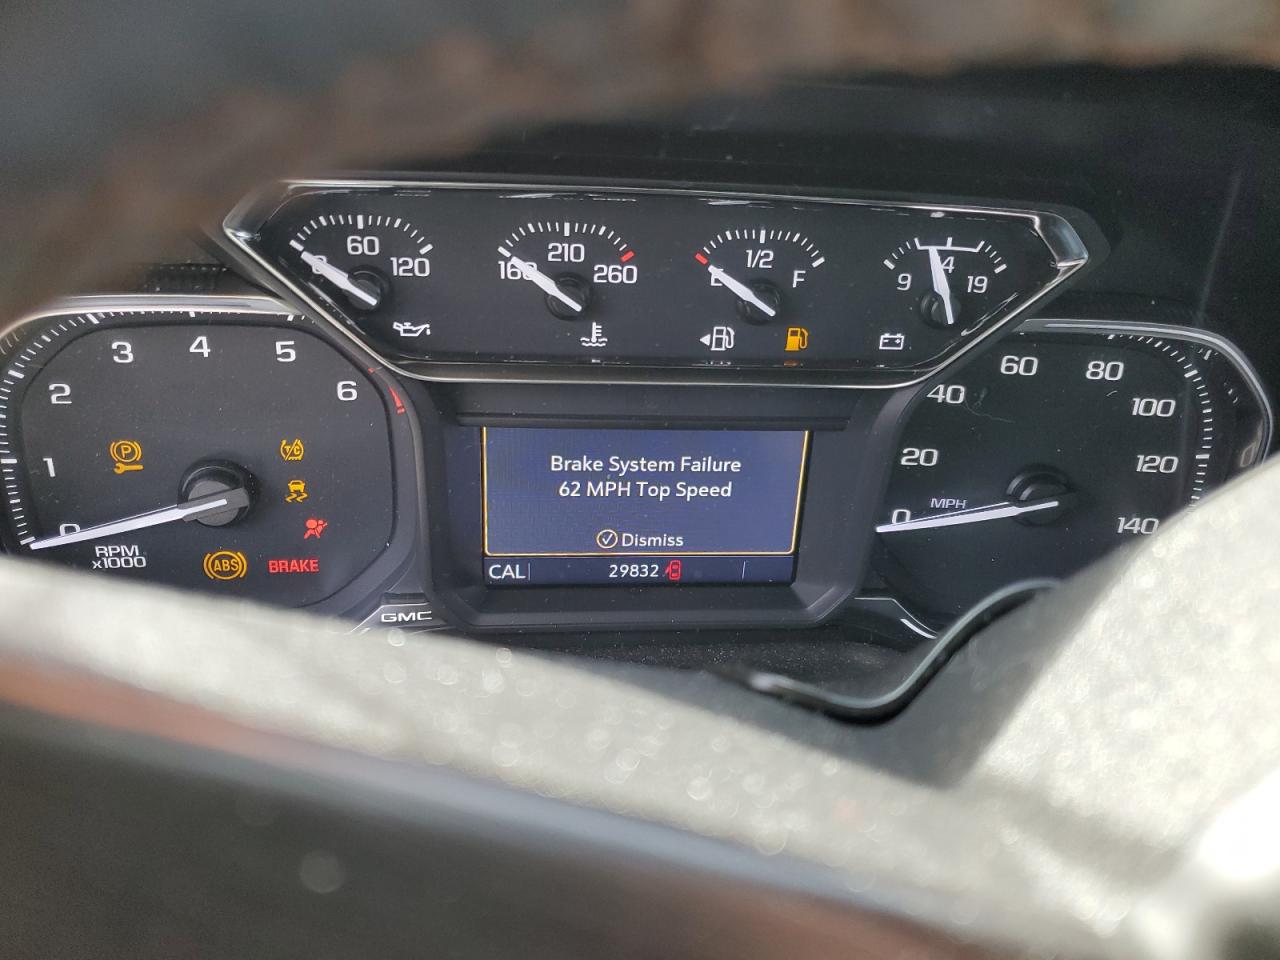 0 60 120
160 210 260
E 1/2 F
9 14 19
0 1 2 3 4 5 6
RPM
x1000
P
T/C
ABS
BRAKE
GMC
Brake System Failure
62 MPH Top Speed
Dismiss
CAL 29832
0 20 40 60 80 100 120 140
MPH